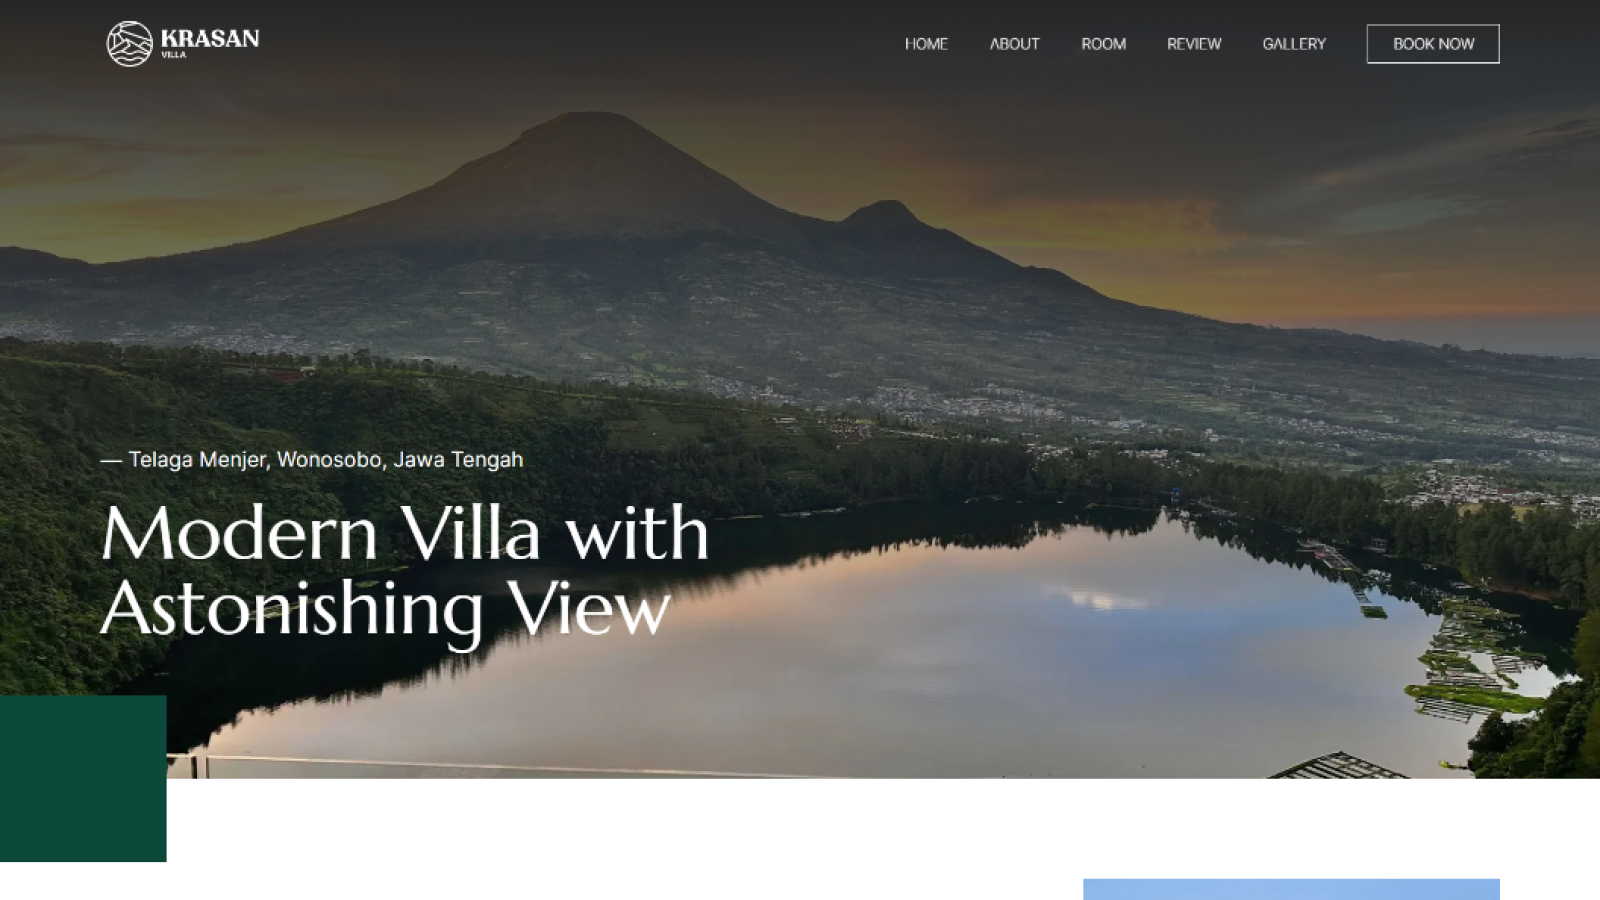 KRASAN
VILLA
HOME
ABOUT
ROOM
REVIEW
GALLERY
BOOK NOW
— Telaga Menjer, Wonosobo, Jawa Tengah
Modern Villa with
Astonishing View